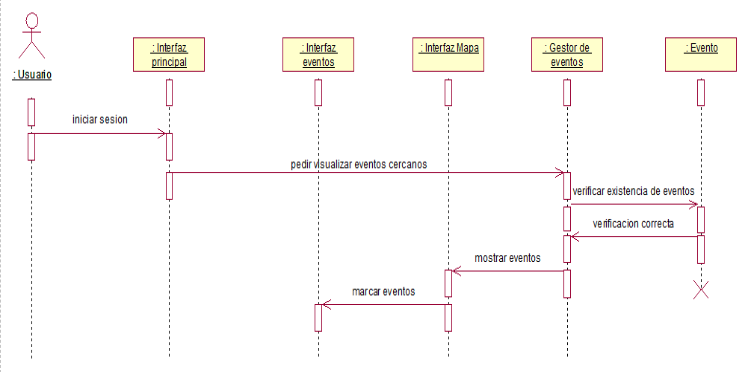 : Usuario
: Interfaz
principal
: Interfaz
eventos
: Interfaz Mapa
: Gestor de
eventos
: Evento
iniciar sesion
pedir visualizar eventos cercanos
verificar existencia de eventos
verificacion correcta
mostrar eventos
marcar eventos